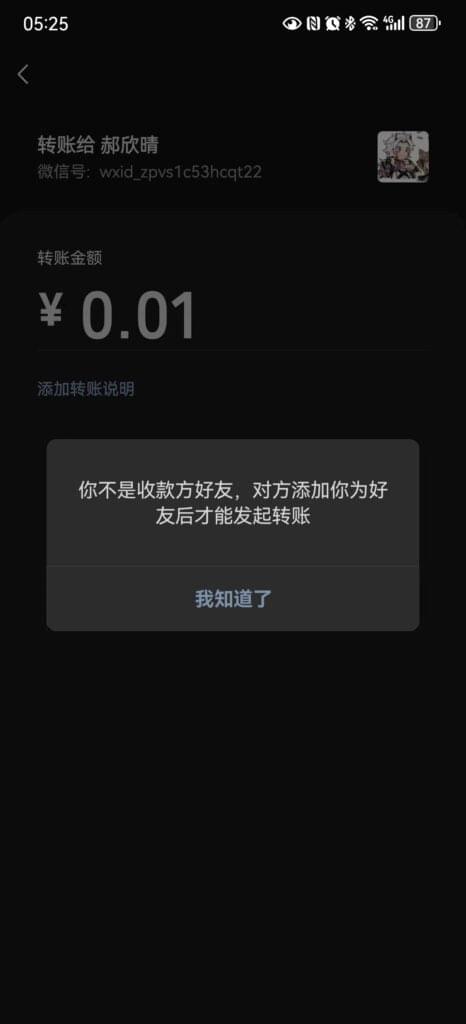 05:25
4G 87
转账给 郝欣晴
微信号：wxid_zpvs1c53hcqt22
转账金额
¥ 0.01
添加转账说明
你不是收款方好友，对方添加你为好
友后才能发起转账
我知道了